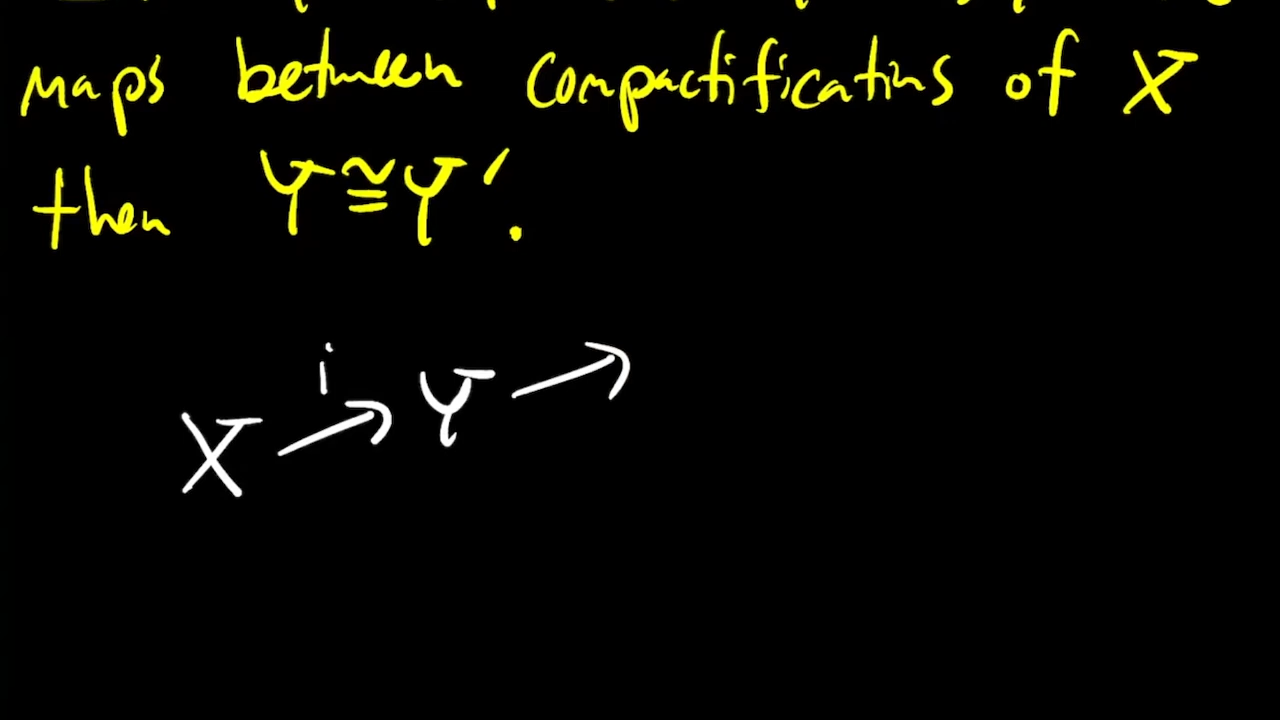 maps between compactifications of X
then Y ≅ Y'.
X →ⁱ Y →